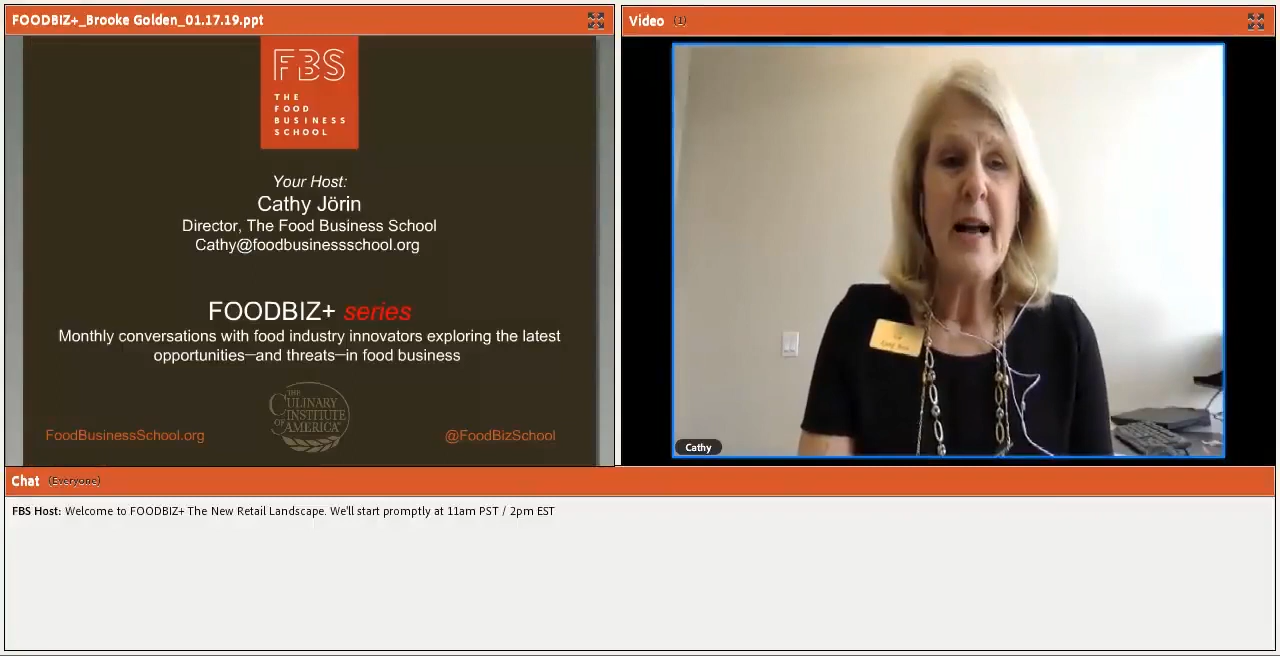 FOODBIZ+_Brooke Golden_01.17.19.ppt
FBS
THE
FOOD
BUSINESS
SCHOOL
Your Host:
Cathy Jörin
Director, The Food Business School
Cathy@foodbusinessschool.org
FOODBIZ+ series
Monthly conversations with food industry innovators exploring the latest
opportunities—and threats—in food business
THE
CULINARY
INSTITUTE
OF AMERICA®
FoodBusinessSchool.org
@FoodBizSchool
Video (1)
Cathy
Chat (Everyone)
FBS Host: Welcome to FOODBIZ+ The New Retail Landscape. We'll start promptly at 11am PST / 2pm EST